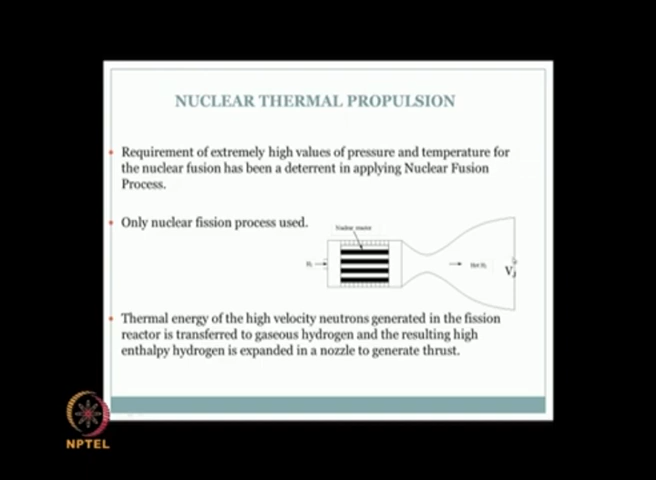 NUCLEAR THERMAL PROPULSION
• Requirement of extremely high values of pressure and temperature for
the nuclear fusion has been a deterrent in applying Nuclear Fusion
Process.
• Only nuclear fission process used.
Nuclear reactor
H₂
Hot H₂
V_J
• Thermal energy of the high velocity neutrons generated in the fission
reactor is transferred to gaseous hydrogen and the resulting high
enthalpy hydrogen is expanded in a nozzle to generate thrust.
NPTEL